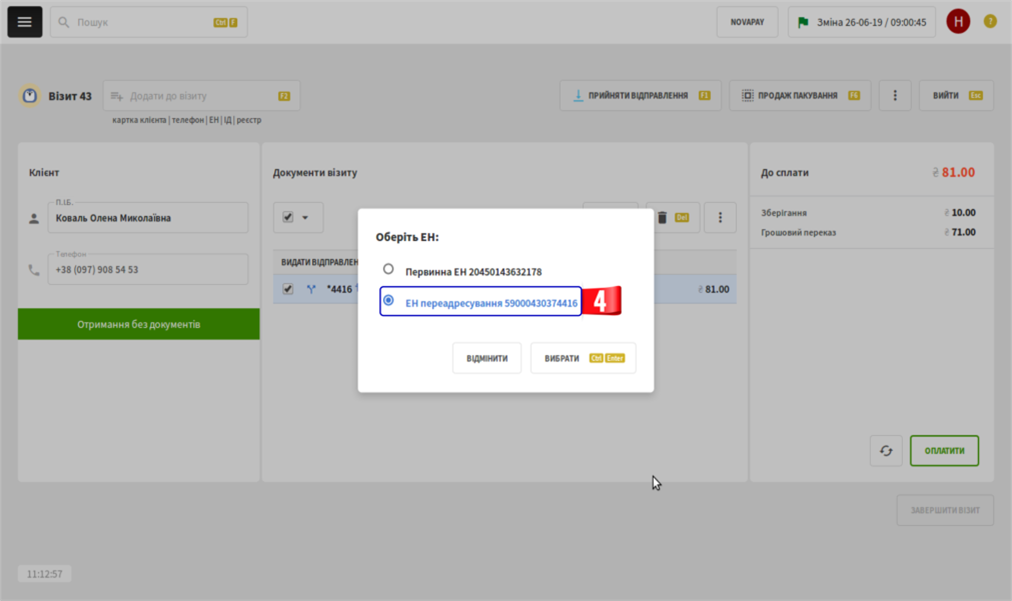 Пошук Ctrl F NOVAPAY Зміна 26-06-19 / 09:00:45 H ?
Візит 43 Додати до візиту F2 ПРИЙНЯТИ ВІДПРАВЛЕННЯ F3 ПРОДАЖ ПАКУВАННЯ F6 ВИЙТИ Esc
картка клієнта | телефон | ЕН | ІД | реєстр
Клієнт
П.І.Б.
Коваль Олена Миколаївна
Телефон
+38 (097) 908 54 53
Отримання без документів
Документи візиту
Del
ВИДАТИ ВІДПРАВЛЕН
*4416 ₴ 81.00
Оберіть ЕН:
Первинна ЕН 20450143632178
ЕН переадресування 59000430374416 4
ВІДМІНИТИ ВИБРАТИ Ctrl Enter
До сплати ₴ 81.00
Зберігання ₴ 10.00
Грошовий переказ ₴ 71.00
ОПЛАТИТИ
ЗАВЕРШИТИ ВІЗИТ
11:12:57